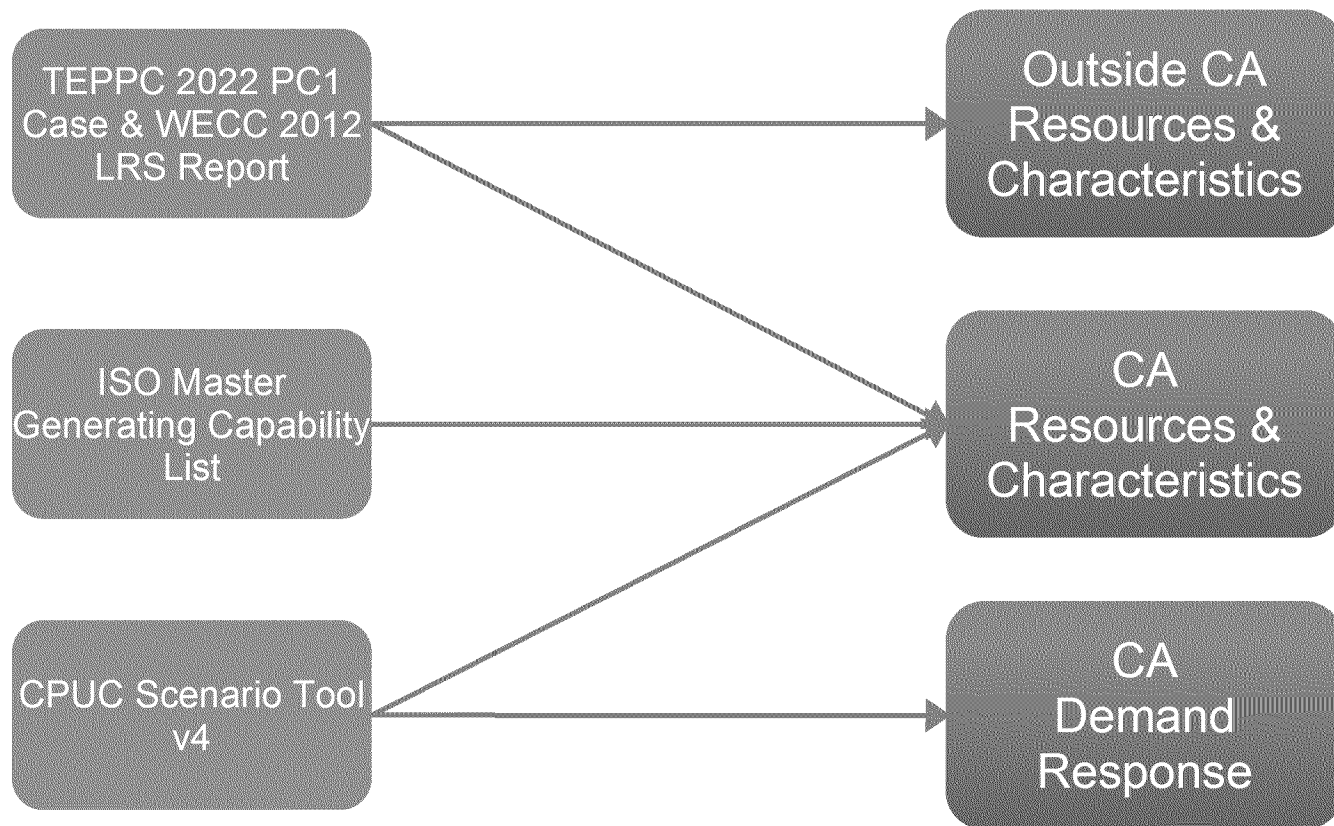 TEPPC 2022 PC1
Case & WECC 2012
LRS Report
Outside CA
Resources &
Characteristics
ISO Master
Generating Capability
List
CA
Resources &
Characteristics
CPUC Scenario Tool
v4
CA
Demand
Response